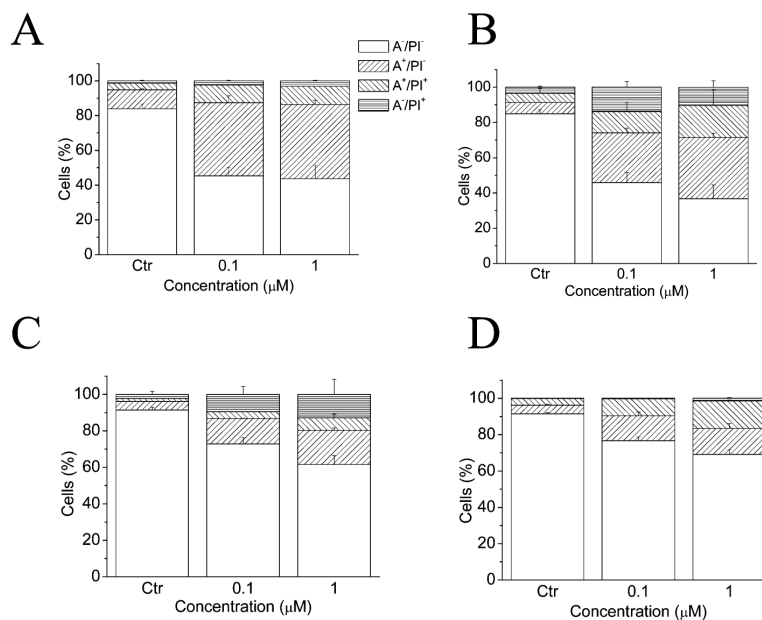 A
A⁻/PI⁻
A⁺/PI⁻
A⁺/PI⁺
A⁻/PI⁺
100
80
60
40
20
0
Cells (%)
Ctr 0.1 1
Concentration (μM)
B
100
80
60
40
20
0
Cells (%)
Ctr 0.1 1
Concentration (μM)
C
100
80
60
40
20
0
Cells (%)
Ctr 0.1 1
Concentration (μM)
D
100
80
60
40
20
0
Cells (%)
Ctr 0.1 1
Concentration (μM)